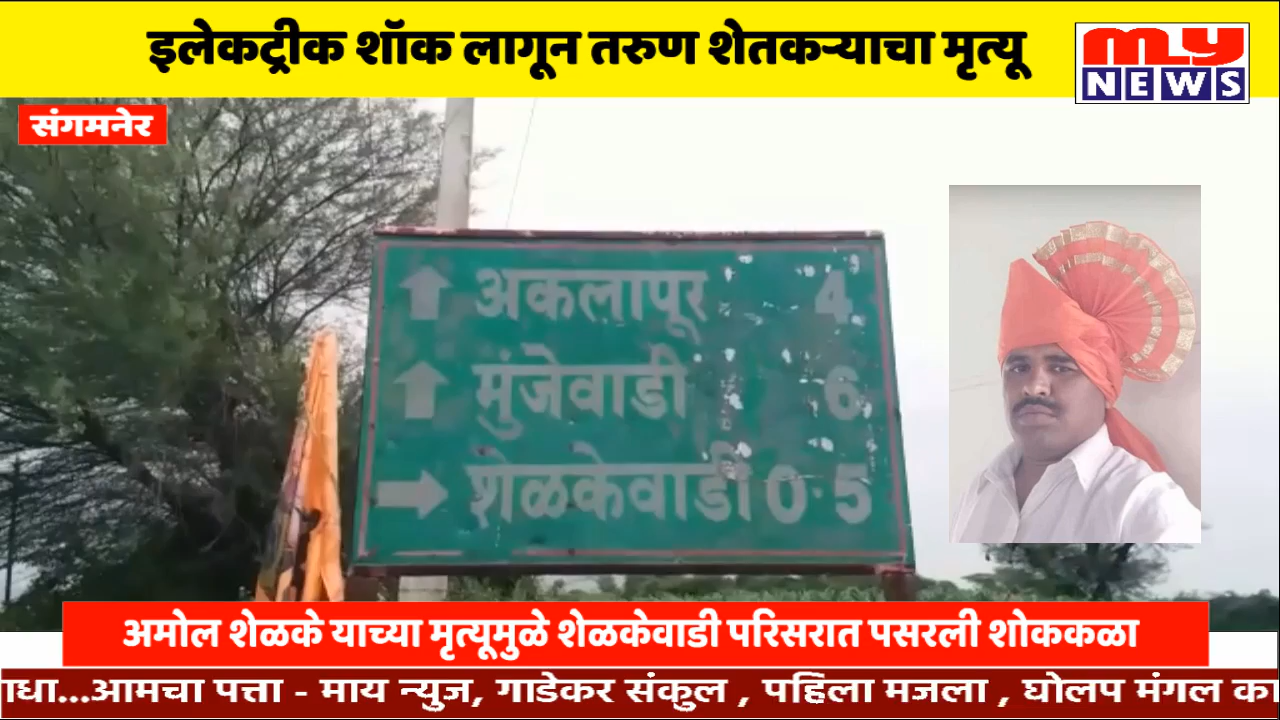 इलेकट्रीक शॉक लागून तरुण शेतकऱ्याचा मृत्यू
my
NEWS
संगमनेर
अकलापूर 4
मुंजेवाडी 6
शेळकेवाडी 0.5
अमोल शेळके याच्या मृत्यूमुळे शेळकेवाडी परिसरात पसरली शोककळा
ाधा...आमचा पत्ता - माय न्युज, गाडेकर संकुल , पहिला मजला , घोलप मंगल का